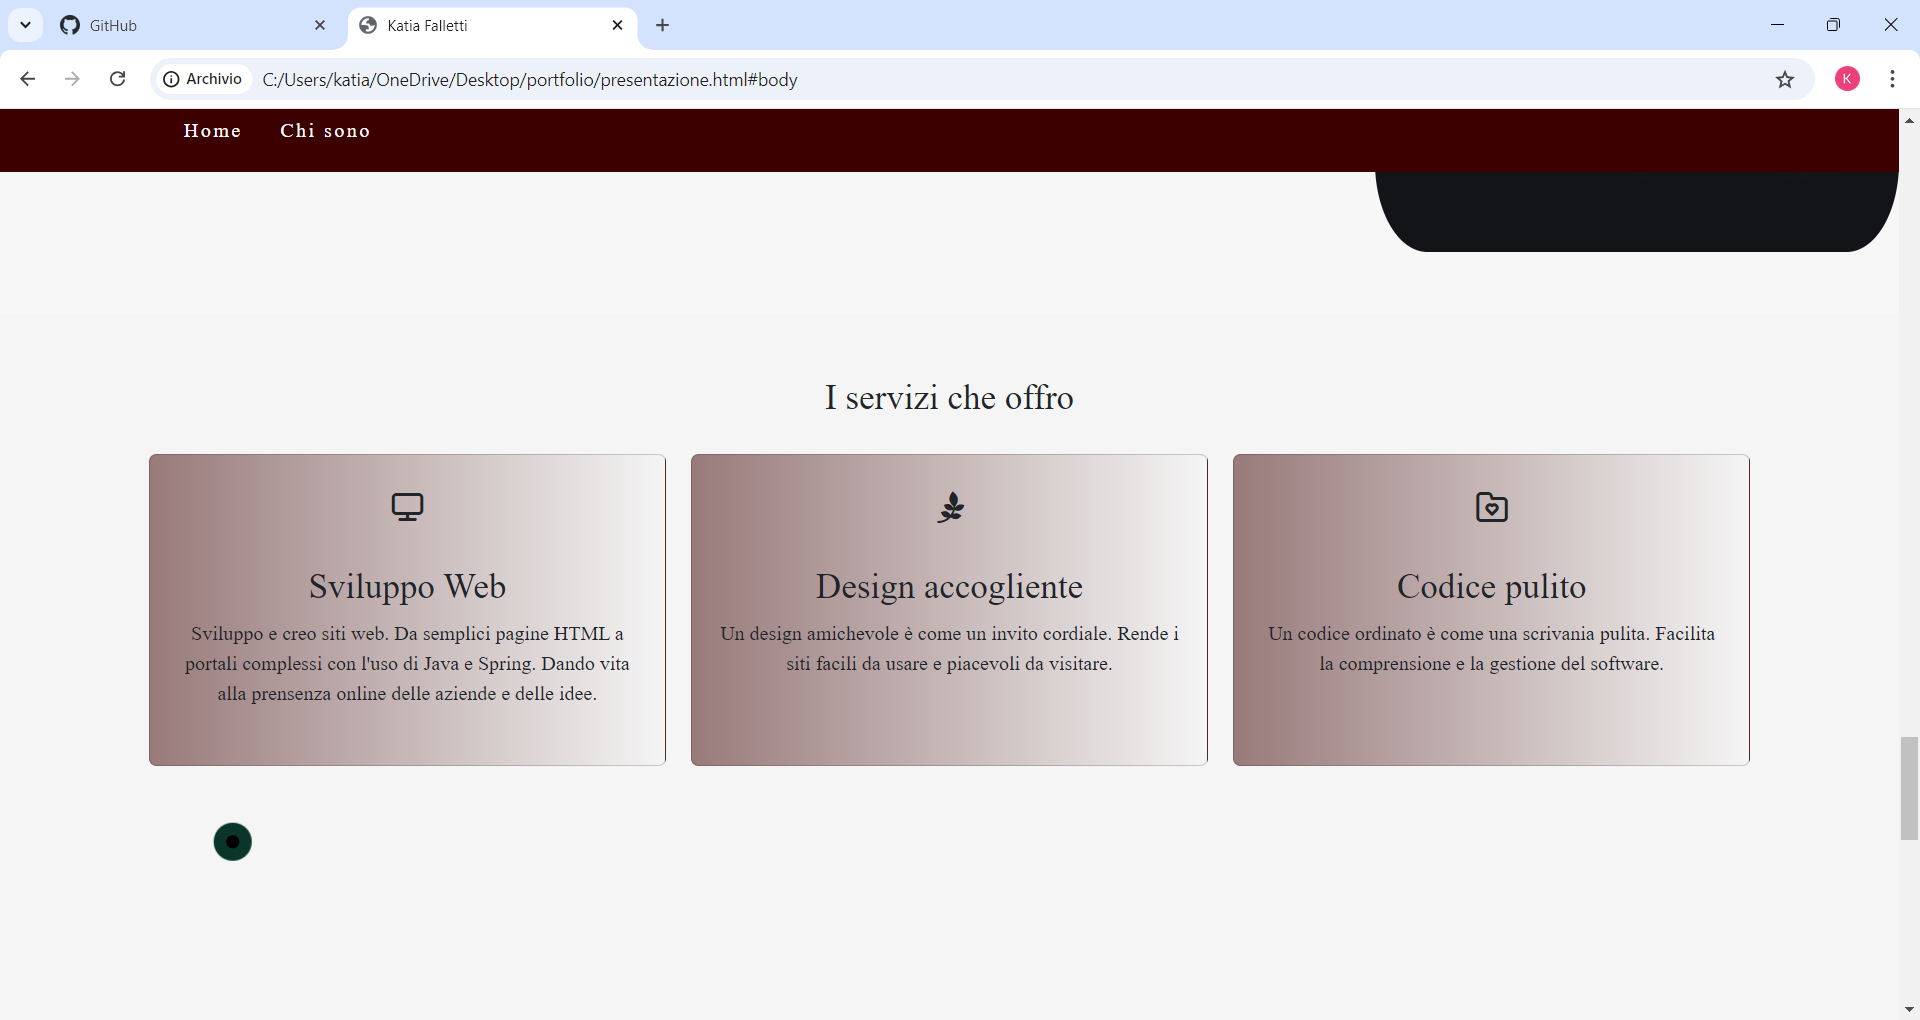 GitHub
Katia Falletti
Archivio
C:/Users/katia/OneDrive/Desktop/portfolio/presentazione.html#body
K
Home
Chi sono
I servizi che offro
Sviluppo Web
Sviluppo e creo siti web. Da semplici pagine HTML a
portali complessi con l'uso di Java e Spring. Dando vita
alla prensenza online delle aziende e delle idee.
Design accogliente
Un design amichevole è come un invito cordiale. Rende i
siti facili da usare e piacevoli da visitare.
Codice pulito
Un codice ordinato è come una scrivania pulita. Facilita
la comprensione e la gestione del software.